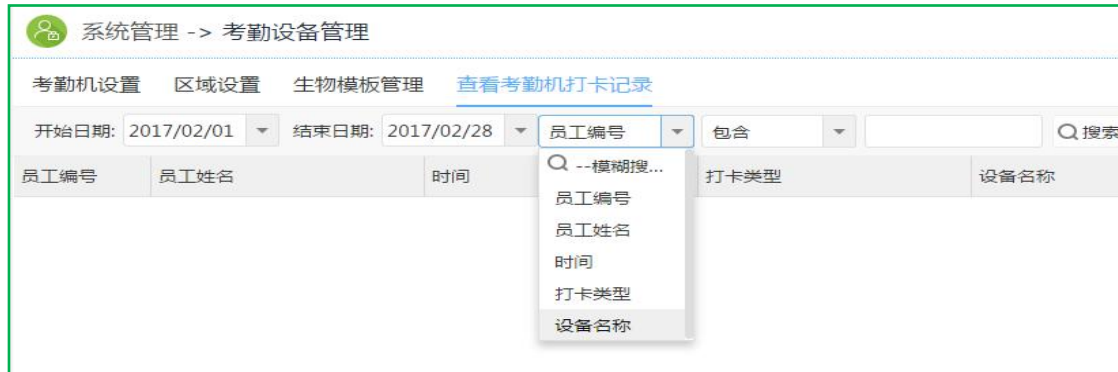 系统管理 -> 考勤设备管理
考勤机设置 区域设置 生物模板管理 查看考勤机打卡记录
开始日期: 2017/02/01 结束日期: 2017/02/28 员工编号 包含 搜索
员工编号 员工姓名 时间 打卡类型 设备名称
--模糊搜...
员工编号
员工姓名
时间
打卡类型
设备名称